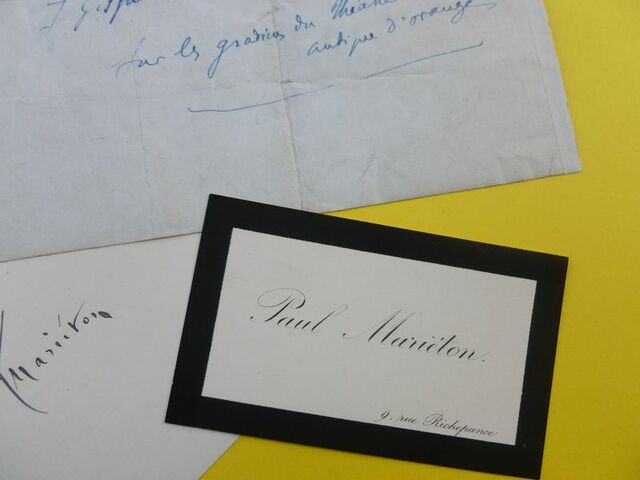 sur les gradins du Théâtre
antique d'orange
Mariéton
Paul Mariéton.
9. rue Richepance